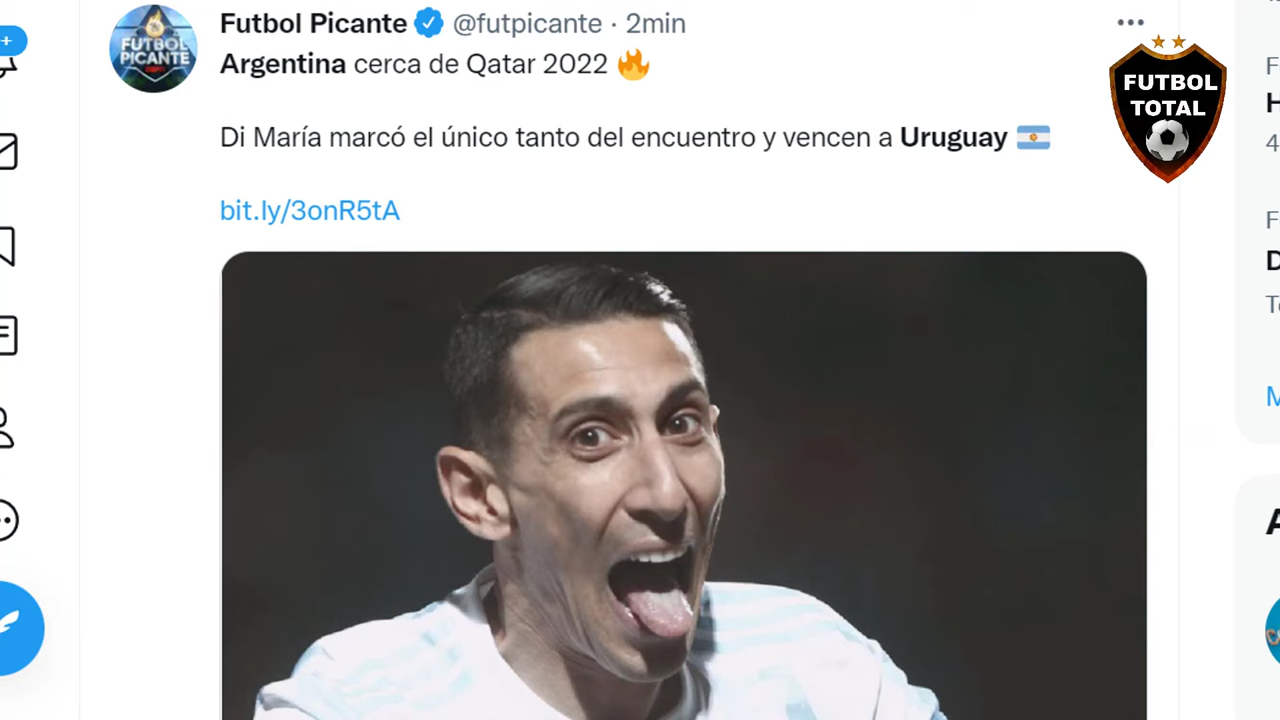 Futbol Picante @futpicante · 2min
Argentina cerca de Qatar 2022 🔥
Di María marcó el único tanto del encuentro y vencen a Uruguay 🇦🇷
bit.ly/3onR5tA
FUTBOL
PICANTE
FUTBOL
TOTAL